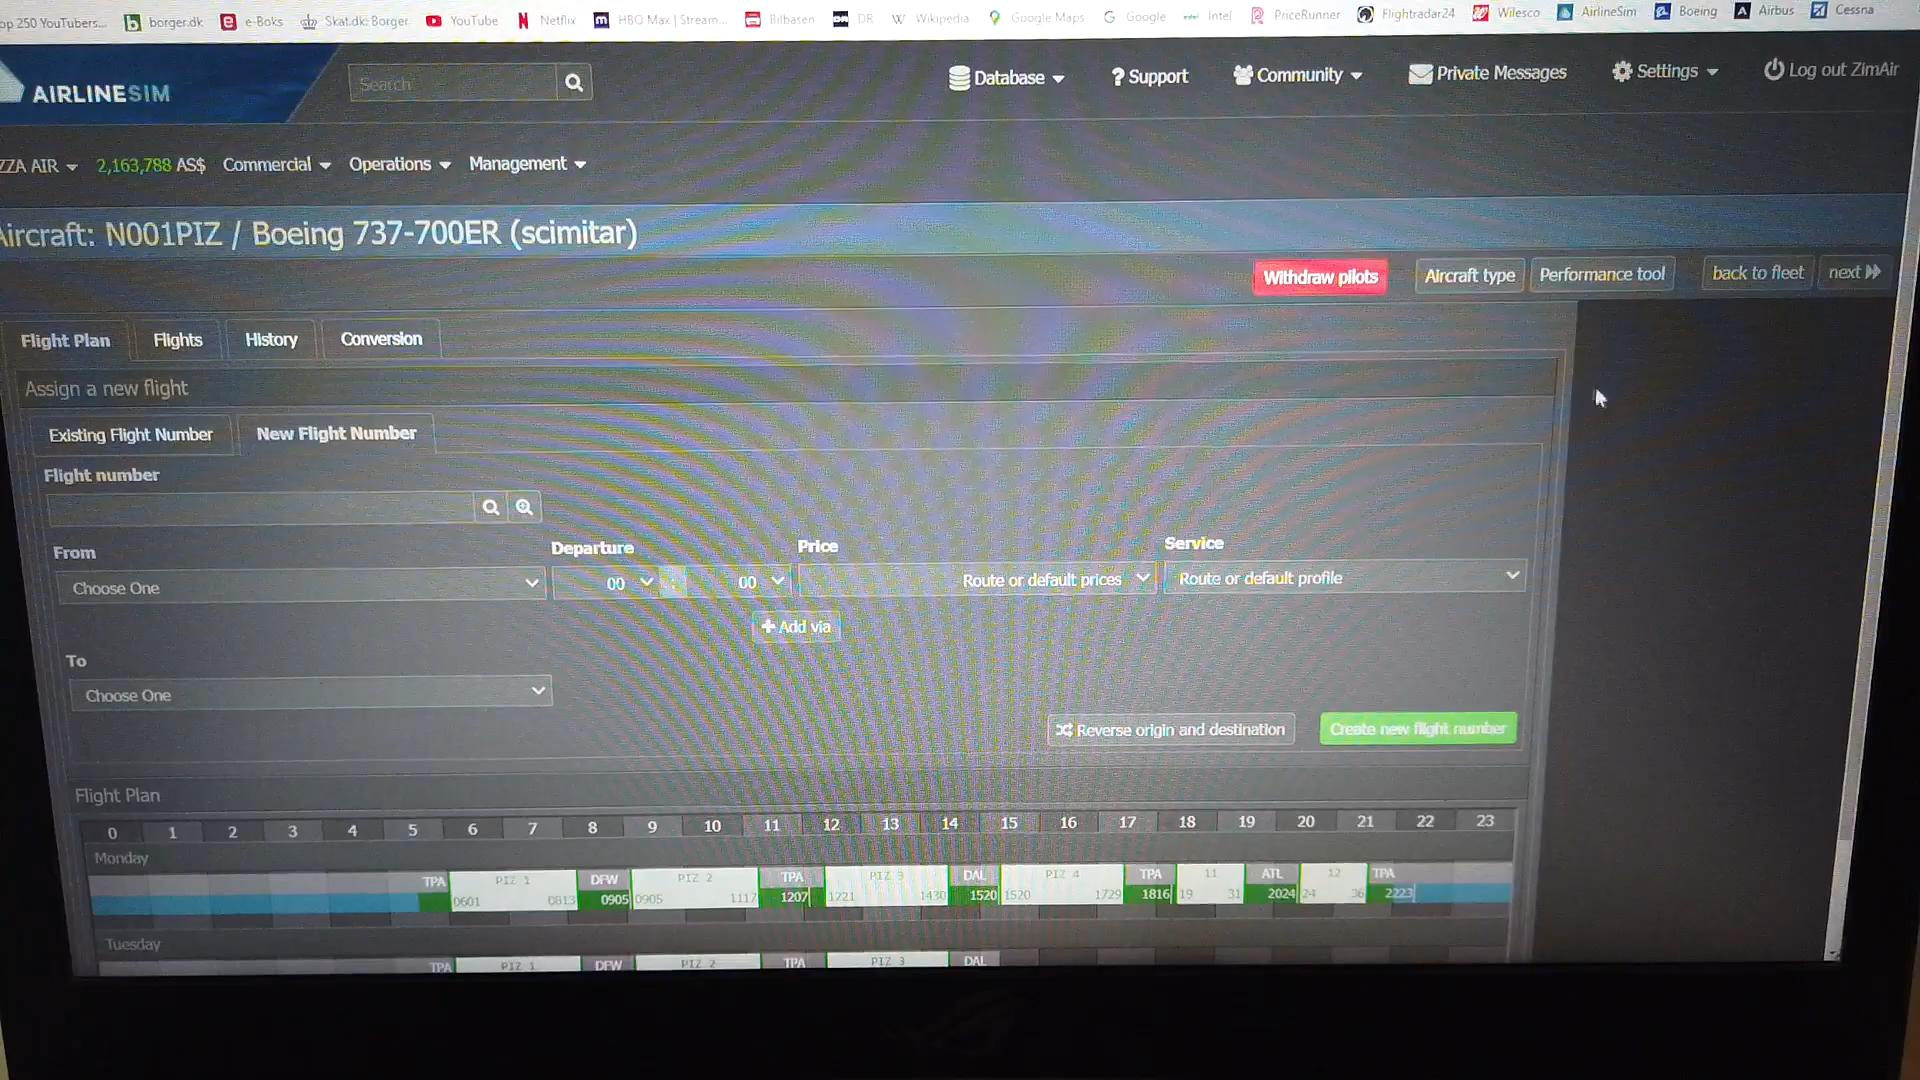 op 250 YouTubers... borger.dk e-Boks Skat.dk: Borger YouTube Netflix HBO Max | Stream... Bilbasen DR Wikipedia Google Maps Google Intel PriceRunner Flightradar24 Wilesco AirlineSim Boeing Airbus Cessna
AIRLINESIM Search Database ? Support Community Private Messages Settings Log out ZimAir
ZZA AIR 2,163,788 AS$ Commercial Operations Management
Aircraft: N001PIZ / Boeing 737-700ER (scimitar)
Withdraw pilots Aircraft type Performance tool back to fleet next
Flight Plan Flights History Conversion
Assign a new flight
Existing Flight Number New Flight Number
Flight number
From Departure Price Service
Choose One 00 : 00 Route or default prices Route or default profile
+ Add via
To
Choose One
Reverse origin and destination Create new flight number
Flight Plan
0 1 2 3 4 5 6 7 8 9 10 11 12 13 14 15 16 17 18 19 20 21 22 23
Monday
TPA PIZ 1 DFW PIZ 2 TPA PIZ 3 DAL PIZ 4 TPA 11 ATL 12 TPA
0601 0813 0905 0905 1117 1207 1221 1430 1520 1520 1729 1816 19 31 2024 24 36 2223
Tuesday
TPA PIZ 1 DFW PIZ 2 TPA PIZ 3 DAL